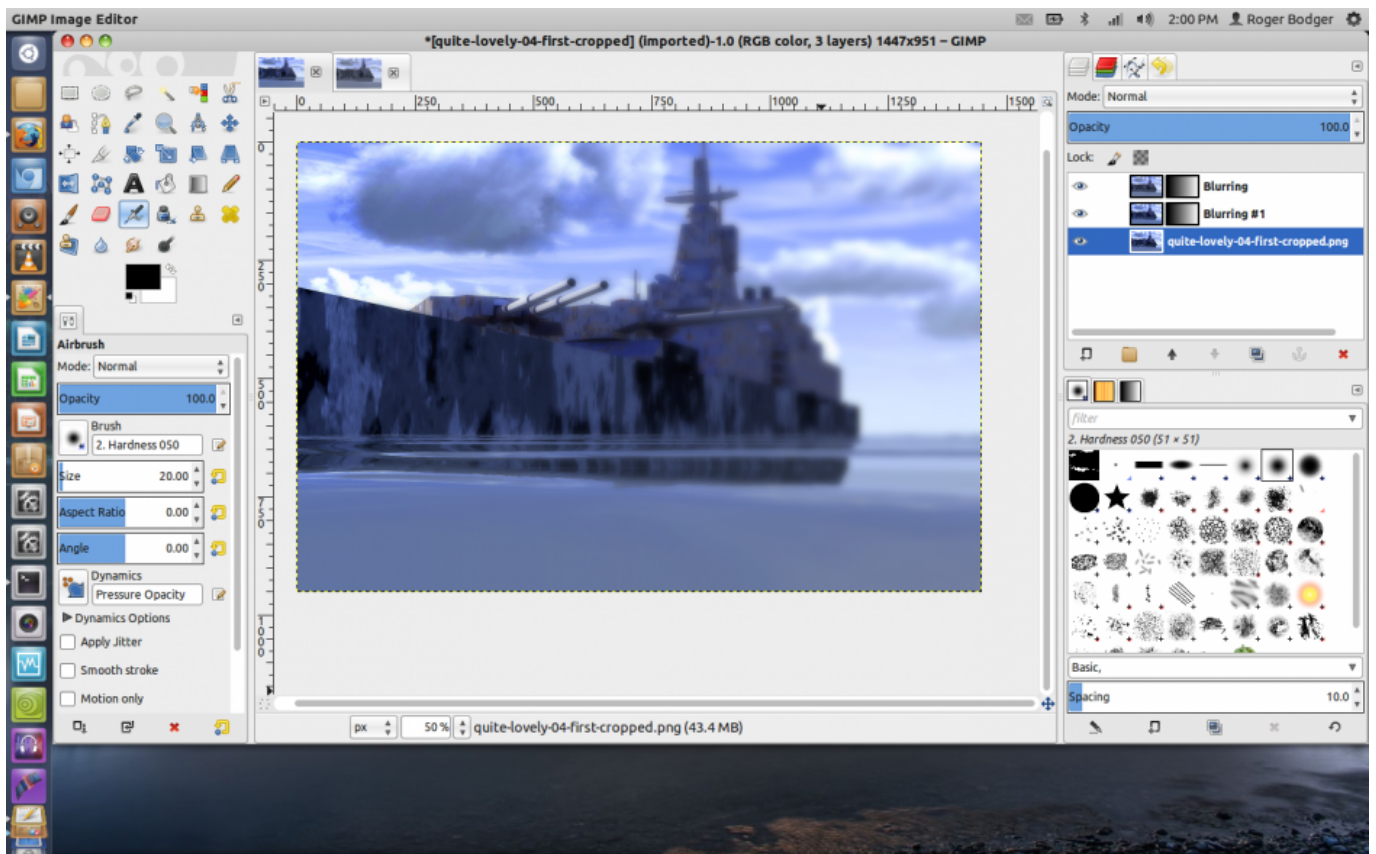 GIMP Image Editor
2:00 PM Roger Bodger
*[quite-lovely-04-first-cropped] (imported)-1.0 (RGB color, 3 layers) 1447x951 – GIMP
0 250 500 750 1000 1250 1500
0
250
500
750
1000
Airbrush
Mode: Normal
Opacity 100.0
Brush
2. Hardness 050
Size 20.00
Aspect Ratio 0.00
Angle 0.00
Dynamics
Pressure Opacity
Dynamics Options
Apply Jitter
Smooth stroke
Motion only
px 50 % quite-lovely-04-first-cropped.png (43.4 MB)
Mode: Normal
Opacity 100.0
Lock:
Blurring
Blurring #1
quite-lovely-04-first-cropped.png
filter
2. Hardness 050 (51 × 51)
Basic,
Spacing 10.0